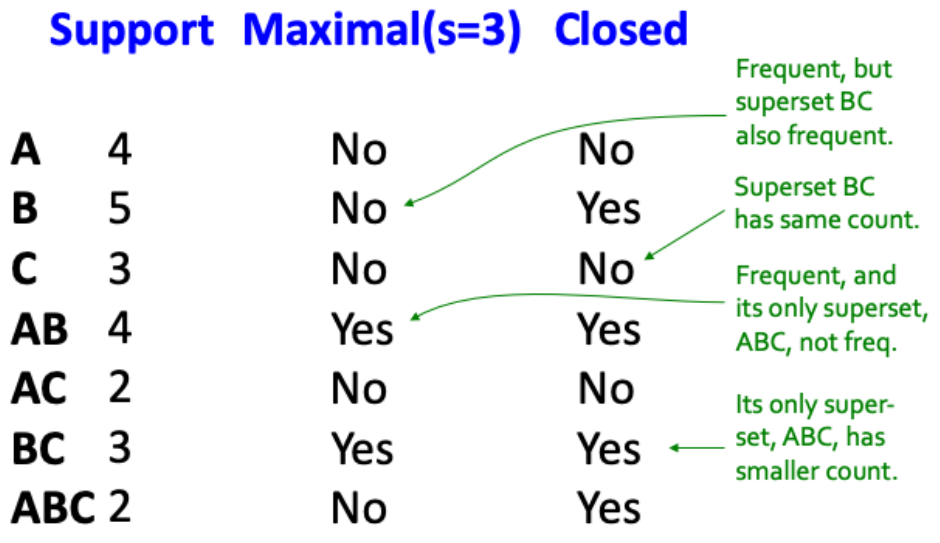 Support Maximal(s=3) Closed
Frequent, but
superset BC
also frequent.
A 4 No No
Superset BC
has same count.
B 5 No Yes
C 3 No No
Frequent, and
its only superset,
ABC, not freq.
AB 4 Yes Yes
AC 2 No No
Its only super-
set, ABC, has
smaller count.
BC 3 Yes Yes
ABC 2 No Yes